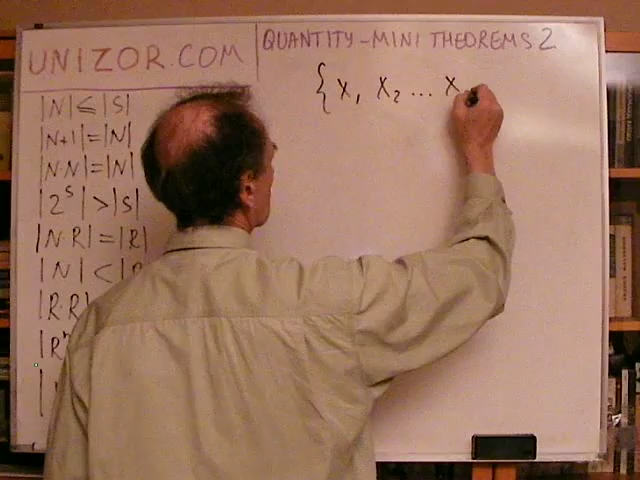 UNIZOR.COM
QUANTITY-MINI THEOREMS 2
{ X₁ X₂ ... X
|N| ≤ |S|
|N+1| = |N|
|N·N| = |N|
|2ˢ| > |S|
|N·R| = |R|
|N| < |R
|R·R|
|R
|